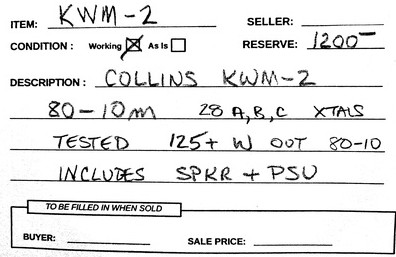 ITEM: KWM-2 SELLER:
CONDITION: Working ☒ As Is ☐ RESERVE: 1200-
DESCRIPTION: COLLINS KWM-2
80-10m 28 A, B, C XTALS
TESTED 125+ W OUT 80-10
INCLUDES SPKR + PSU
TO BE FILLED IN WHEN SOLD
BUYER: SALE PRICE: